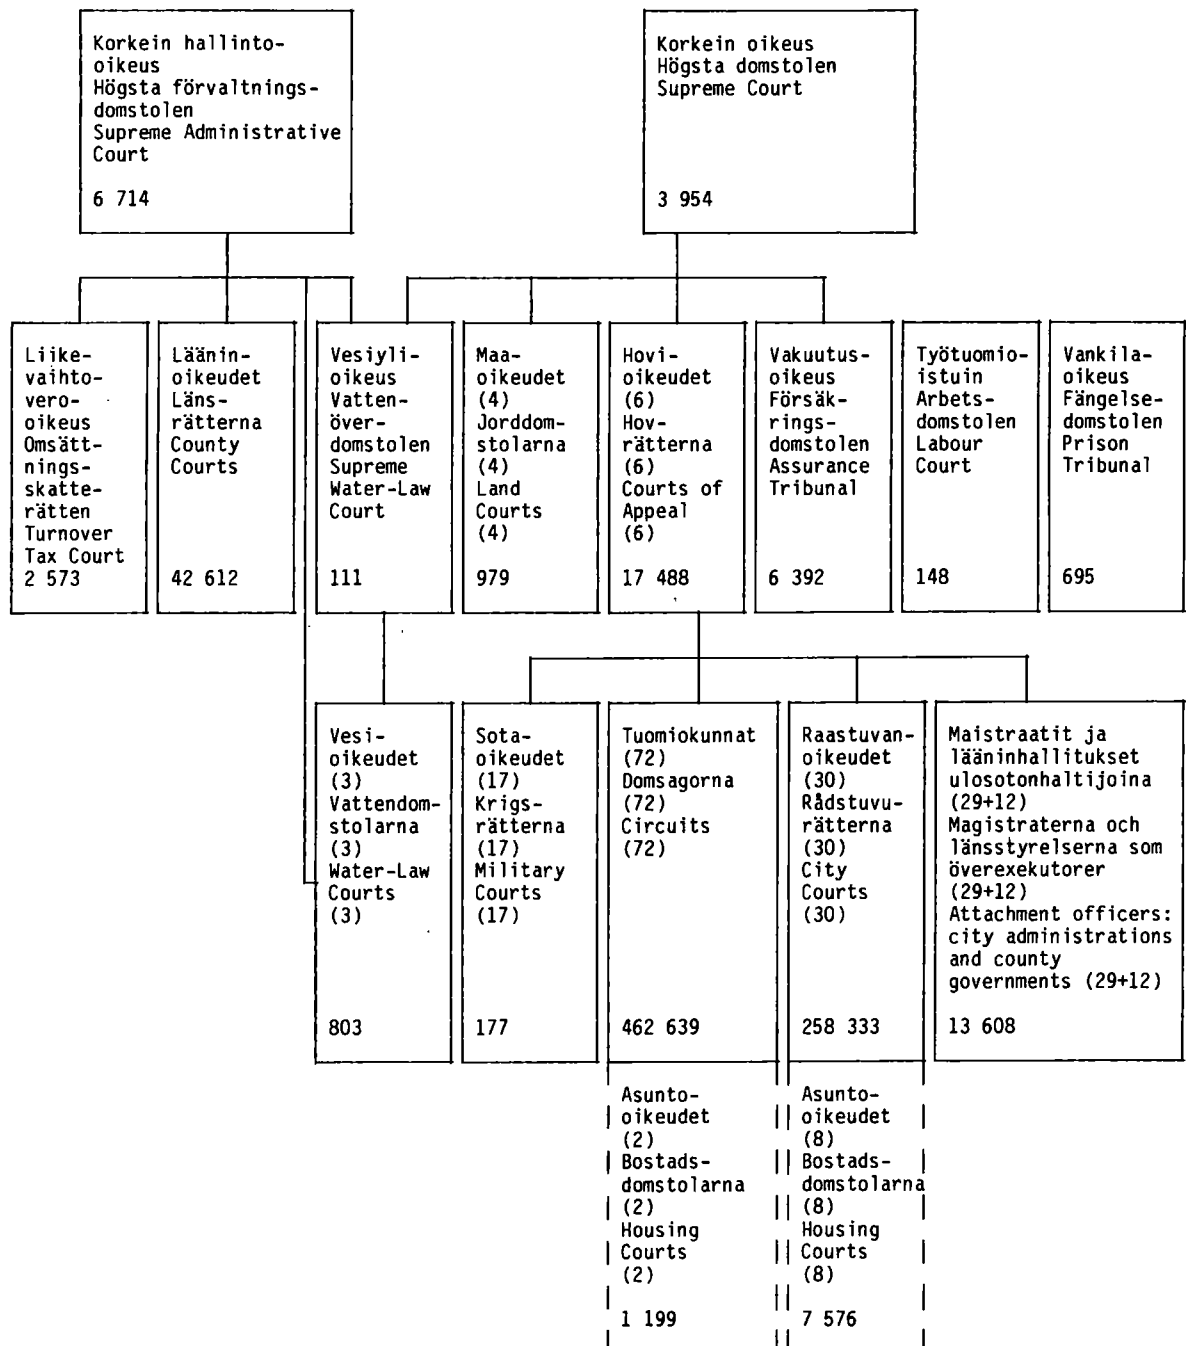 Korkein hallinto-
oikeus
Högsta förvaltnings-
domstolen
Supreme Administrative
Court
6 714
Korkein oikeus
Högsta domstolen
Supreme Court
3 954
Liike-
vaihto-
vero-
oikeus
Omsätt-
nings-
skatte-
rätten
Turnover
Tax Court
2 573
Läänin-
oikeudet
Läns-
rätterna
County
Courts
42 612
Vesiyli-
oikeus
Vatten-
över-
domstolen
Supreme
Water-Law
Court
111
Maa-
oikeudet
(4)
Jorddom-
stolarna
(4)
Land
Courts
(4)
979
Hovi-
oikeudet
(6)
Hov-
rätterna
(6)
Courts of
Appeal
(6)
17 488
Vakuutus-
oikeus
Försäk-
rings-
domstolen
Assurance
Tribunal
6 392
Työtuomio-
istuin
Arbets-
domstolen
Labour
Court
148
Vankila-
oikeus
Fängelse-
domstolen
Prison
Tribunal
695
Vesi-
oikeudet
(3)
Vattendom-
stolarna
(3)
Water-Law
Courts
(3)
803
Sota-
oikeudet
(17)
Krigs-
rätterna
(17)
Military
Courts
(17)
177
Tuomiokunnat
(72)
Domsagorna
(72)
Circuits
(72)
462 639
Raastuvan-
oikeudet
(30)
Rådstuvu-
rätterna
(30)
City
Courts
(30)
258 333
Maistraatit ja
lääninhallitukset
ulosotonhaltijoina
(29+12)
Magistraterna och
länsstyrelserna som
överexekutorer
(29+12)
Attachment officers:
city administrations
and county
governments (29+12)
13 608
Asunto-
oikeudet
(2)
Bostads-
domstolarna
(2)
Housing
Courts
(2)
1 199
Asunto-
oikeudet
(8)
Bostads-
domstolarna
(8)
Housing
Courts
(8)
7 576